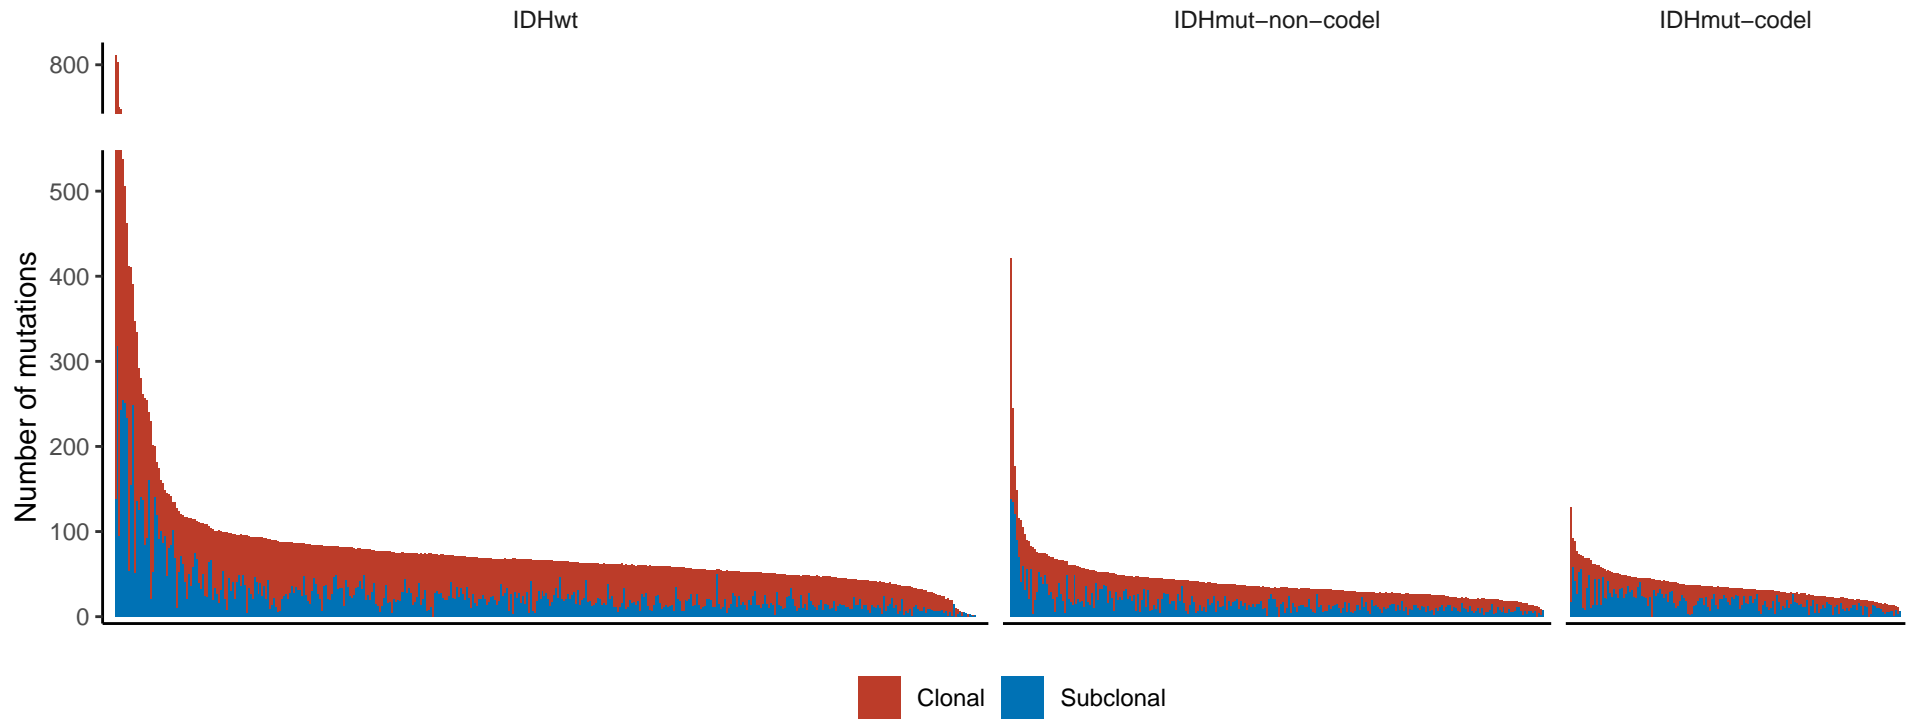 IDHwt
IDHmut−non−codel
IDHmut−codel
Number of mutations
800
500
400
300
200
100
0
Clonal
Subclonal